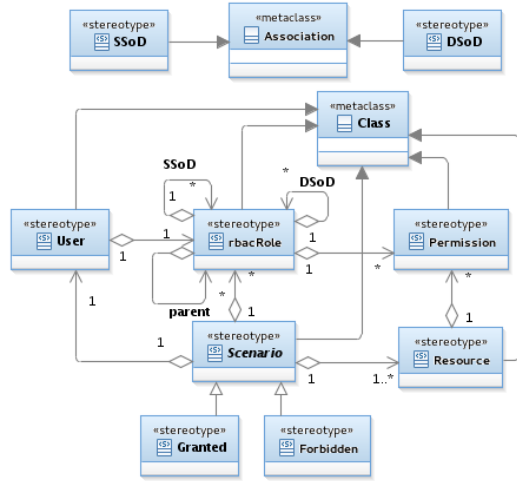 «stereotype»
SSoD
«metaclass»
Association
«stereotype»
DSoD
«metaclass»
Class
SSoD
*
1
DSoD
*
1
«stereotype»
User
1
1
«stereotype»
rbacRole
1
*
«stereotype»
Permission
parent
*
*
1
1
1
*
1
«stereotype»
Scenario
1
1..*
«stereotype»
Resource
«stereotype»
Granted
«stereotype»
Forbidden